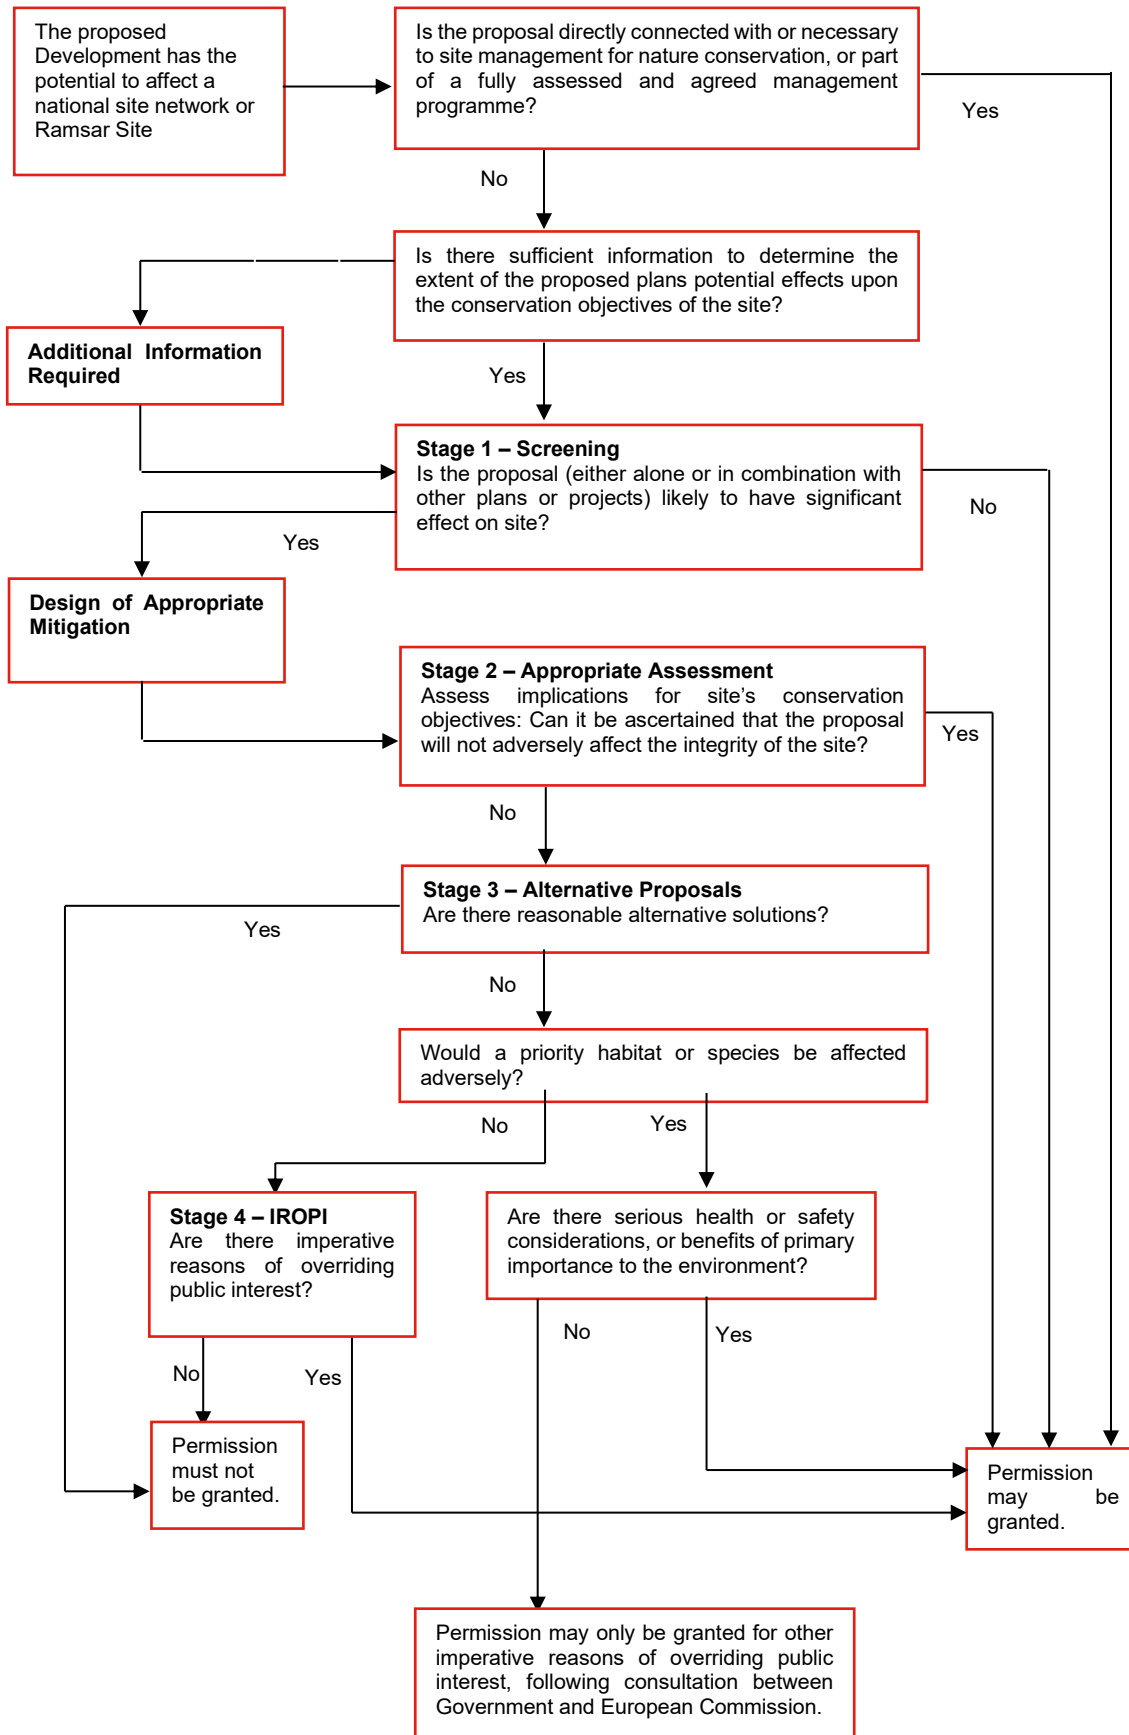 The proposed
Development has the
potential to affect a
national site network or
Ramsar Site
Is the proposal directly connected with or necessary
to site management for nature conservation, or part
of a fully assessed and agreed management
programme?
Yes
No
Is there sufficient information to determine the
extent of the proposed plans potential effects upon
the conservation objectives of the site?
Additional Information
Required
Yes
Stage 1 – Screening
Is the proposal (either alone or in combination with
other plans or projects) likely to have significant
effect on site?
No
Yes
Design of Appropriate
Mitigation
Stage 2 – Appropriate Assessment
Assess implications for site's conservation
objectives: Can it be ascertained that the proposal
will not adversely affect the integrity of the site?
Yes
No
Stage 3 – Alternative Proposals
Are there reasonable alternative solutions?
Yes
No
Would a priority habitat or species be affected
adversely?
No
Yes
Stage 4 – IROPI
Are there imperative
reasons of overriding
public interest?
Are there serious health or safety
considerations, or benefits of primary
importance to the environment?
No
Yes
No
Yes
Permission
must not
be granted.
Permission
may be
granted.
Permission may only be granted for other
imperative reasons of overriding public
interest, following consultation between
Government and European Commission.